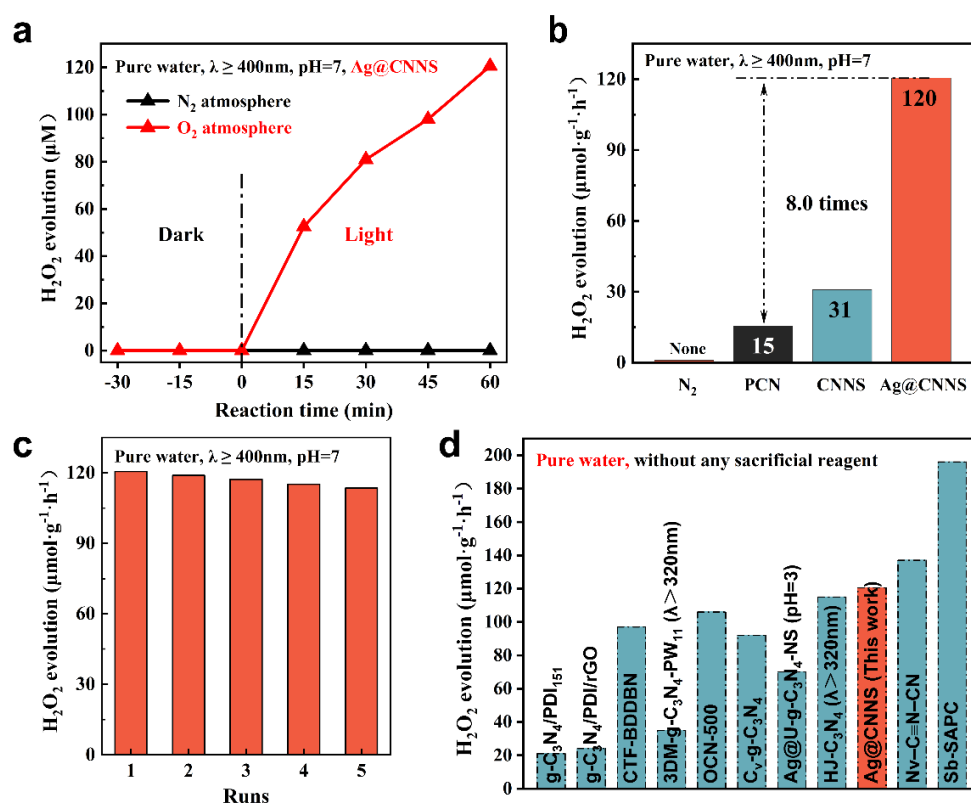 a
Pure water, λ ≥ 400nm, pH=7, Ag@CNNS
N₂ atmosphere
O₂ atmosphere
Dark
Light
H₂O₂ evolution (μM)
120
100
80
60
40
20
0
-30 -15 0 15 30 45 60
Reaction time (min)
b
Pure water, λ ≥ 400nm, pH=7
H₂O₂ evolution (μmol·g⁻¹·h⁻¹)
120
90
60
30
0
8.0 times
None
15
31
120
N₂ PCN CNNS Ag@CNNS
c
Pure water, λ ≥ 400nm, pH=7
H₂O₂ evolution (μmol·g⁻¹·h⁻¹)
150
120
90
60
30
0
1 2 3 4 5
Runs
d
Pure water, without any sacrificial reagent
H₂O₂ evolution (μmol·g⁻¹·h⁻¹)
200
180
160
140
120
100
80
60
40
20
0
g-C₃N₄/PDI₁₅₁
g-C₃N₄/PDI/rGO
CTF-BDDBN
3DM-g-C₃N₄-PW₁₁ (λ＞320nm)
OCN-500
Cᵥ-g-C₃N₄
Ag@U-g-C₃N₄-NS (pH=3)
HJ-C₃N₄ (λ＞320nm)
Ag@CNNS (This work)
Nv–C≡N–CN
Sb-SAPC